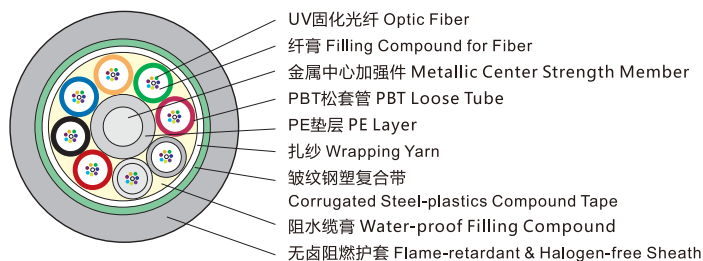 UV固化光纤 Optic Fiber
纤膏 Filling Compound for Fiber
金属中心加强件 Metallic Center Strength Member
PBT松套管 PBT Loose Tube
PE垫层 PE Layer
扎纱 Wrapping Yarn
皱纹钢塑复合带
Corrugated Steel-plastics Compound Tape
阻水缆膏 Water-proof Filling Compound
无卤阻燃护套 Flame-retardant & Halogen-free Sheath